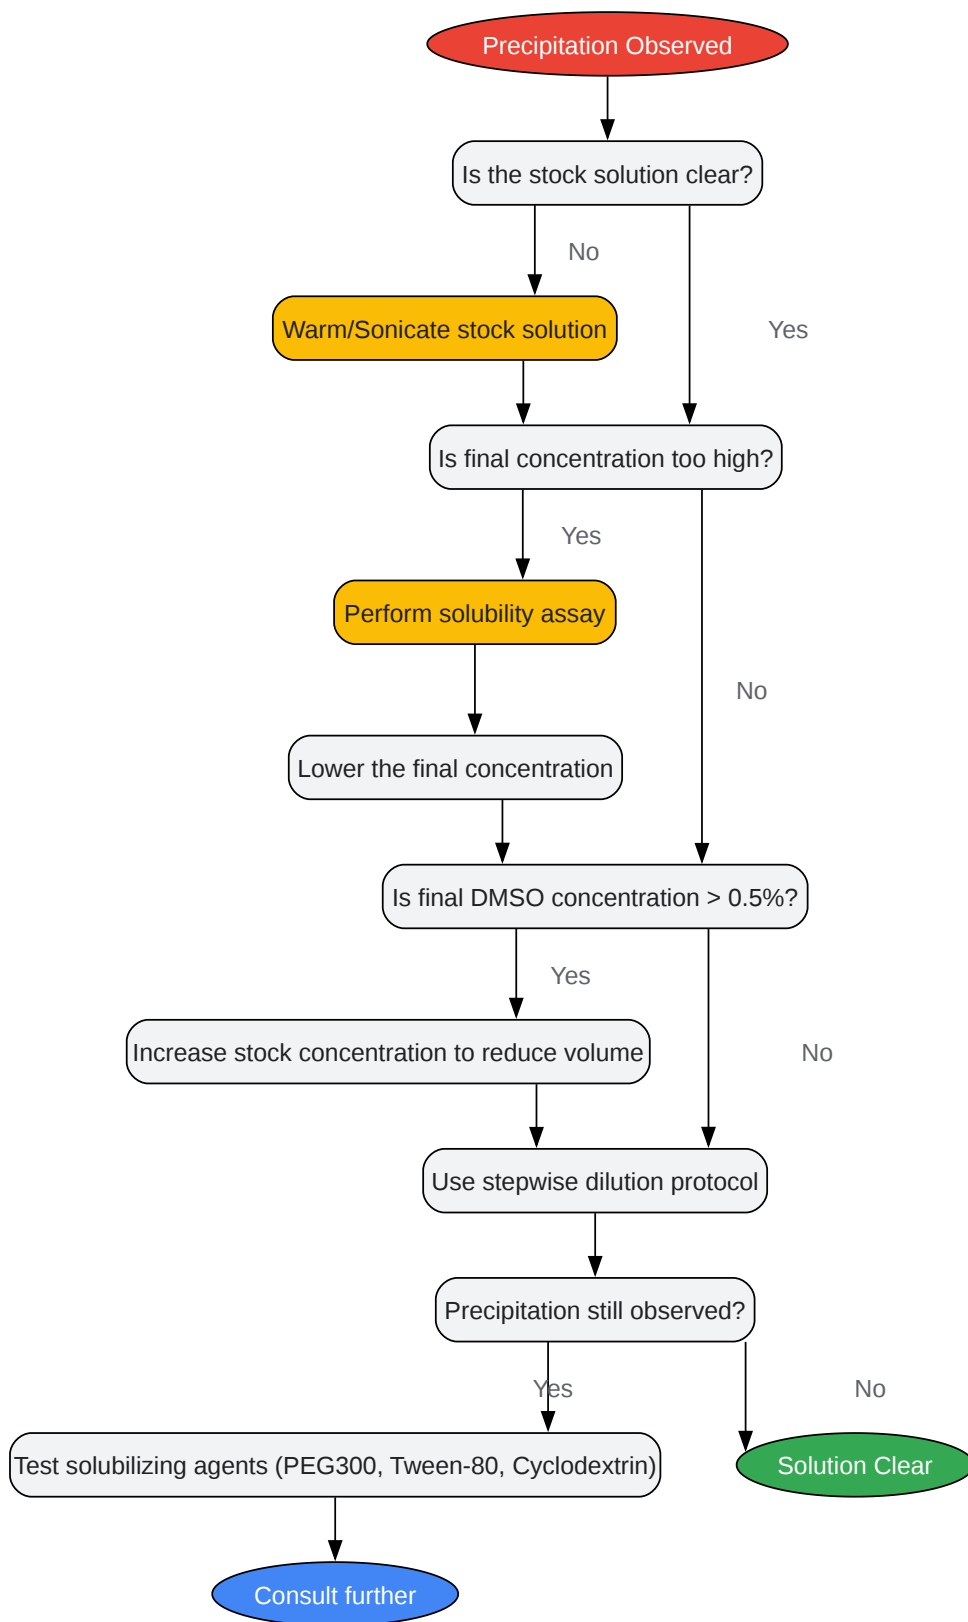 Precipitation Observed
Is the stock solution clear?
No
Warm/Sonicate stock solution
Yes
Is final concentration too high?
Yes
Perform solubility assay
No
Lower the final concentration
Is final DMSO concentration > 0.5%?
Yes
Increase stock concentration to reduce volume
No
Use stepwise dilution protocol
Precipitation still observed?
Yes
No
Test solubilizing agents (PEG300, Tween-80, Cyclodextrin)
Solution Clear
Consult further